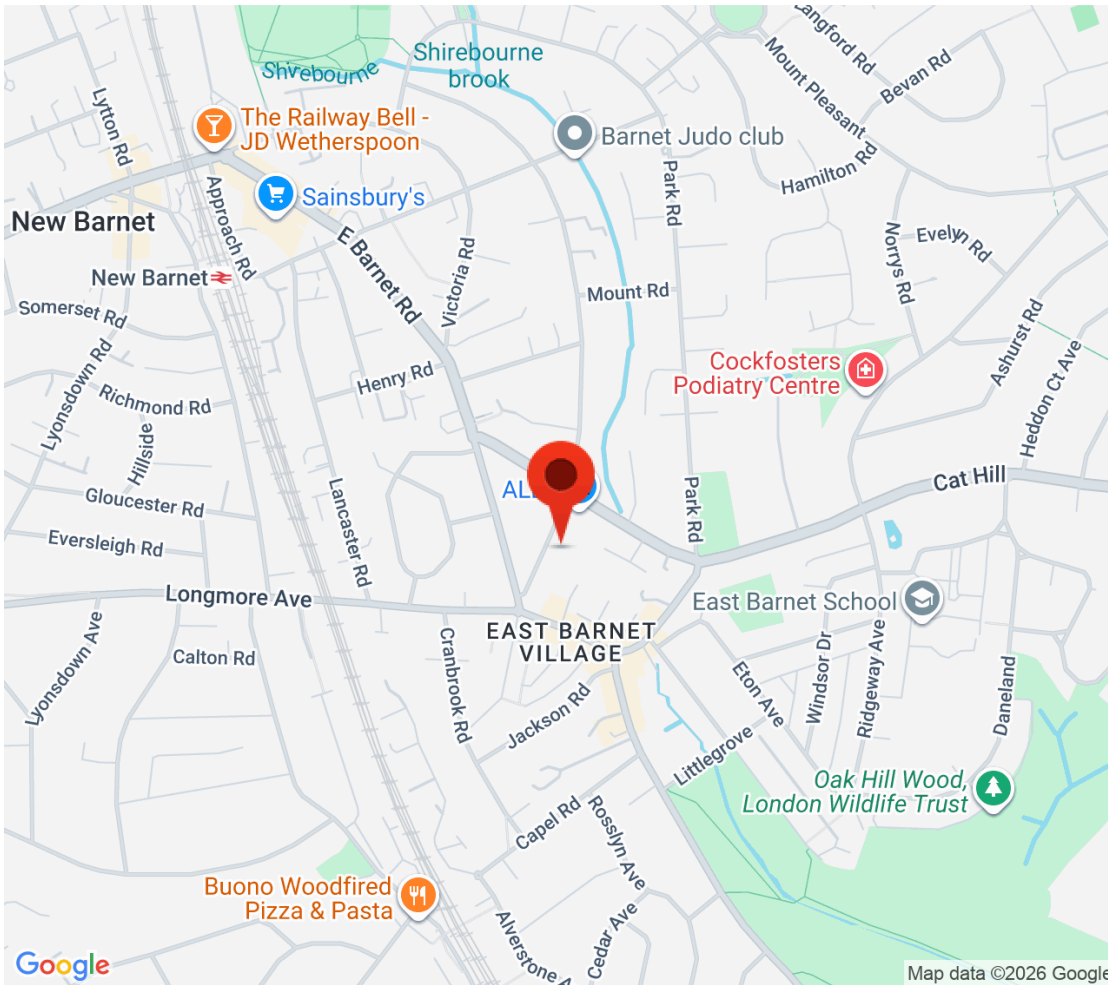 Shirebourne
brook
Shirebourne
Langford Rd
Bevan Rd
Mount Pleasant
Hamilton Rd
Lytton Rd
The Railway Bell -
JD Wetherspoon
Barnet Judo club
Park Rd
Sainsbury's
Approach Rd
New Barnet
E Barnet Rd
Victoria Rd
Norrys Rd
Evelyn Rd
New Barnet
Mount Rd
Somerset Rd
Ashurst Rd
Heddon Ct Ave
Lyonsdown Rd
Henry Rd
Cockfosters
Podiatry Centre
Richmond Rd
Hillside
Gloucester Rd
Lancaster Rd
Cat Hill
Park Rd
Eversleigh Rd
Longmore Ave
East Barnet School
EAST BARNET
VILLAGE
Lyonsdown Ave
Calton Rd
Cranbrook Rd
Jackson Rd
Eton Ave
Windsor Dr
Ridgeway Ave
Daneland
Littlegrove
Oak Hill Wood,
London Wildlife Trust
Capel Rd
Rosslyn Ave
Buono Woodfired
Pizza & Pasta
Alverstone A
Cedar Ave
Google
Map data ©2026 Google